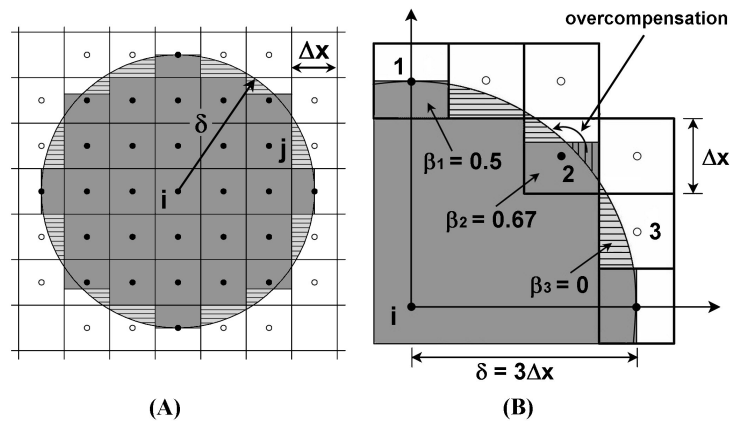 overcompensation
Δx
δ
j
i
1
β1 = 0.5
2
Δx
β2 = 0.67
3
β3 = 0
i
δ = 3Δx
(A)
(B)